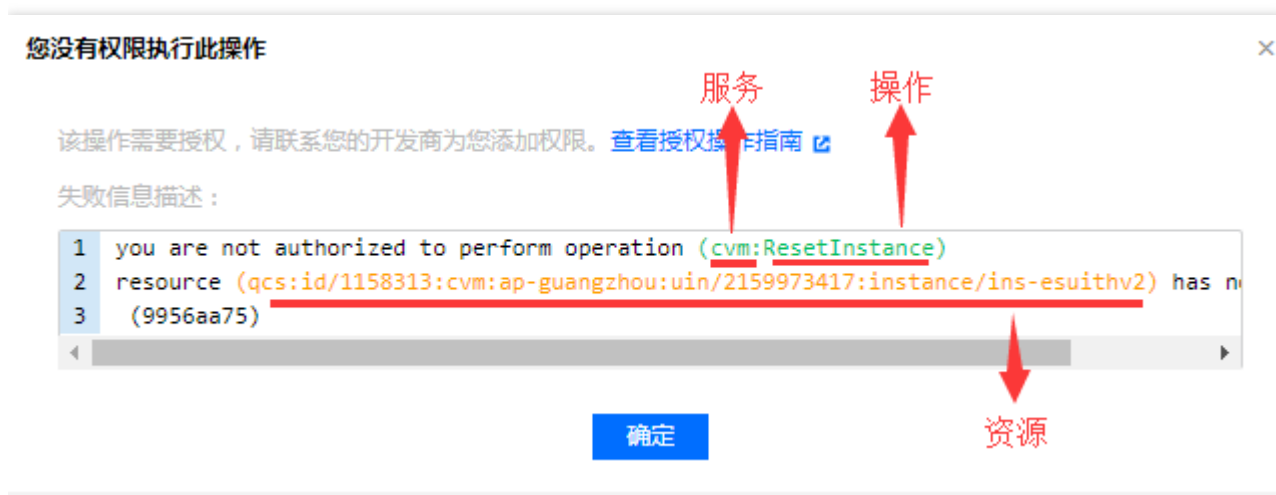 您没有权限执行此操作
服务
操作
该操作需要授权，请联系您的开发商为您添加权限。查看授权操作指南
失败信息描述：
1 you are not authorized to perform operation (cvm:ResetInstance)
2 resource (qcs:id/1158313:cvm:ap-guangzhou:uin/2159973417:instance/ins-esuithv2) has n
3 (9956aa75)
确定
资源